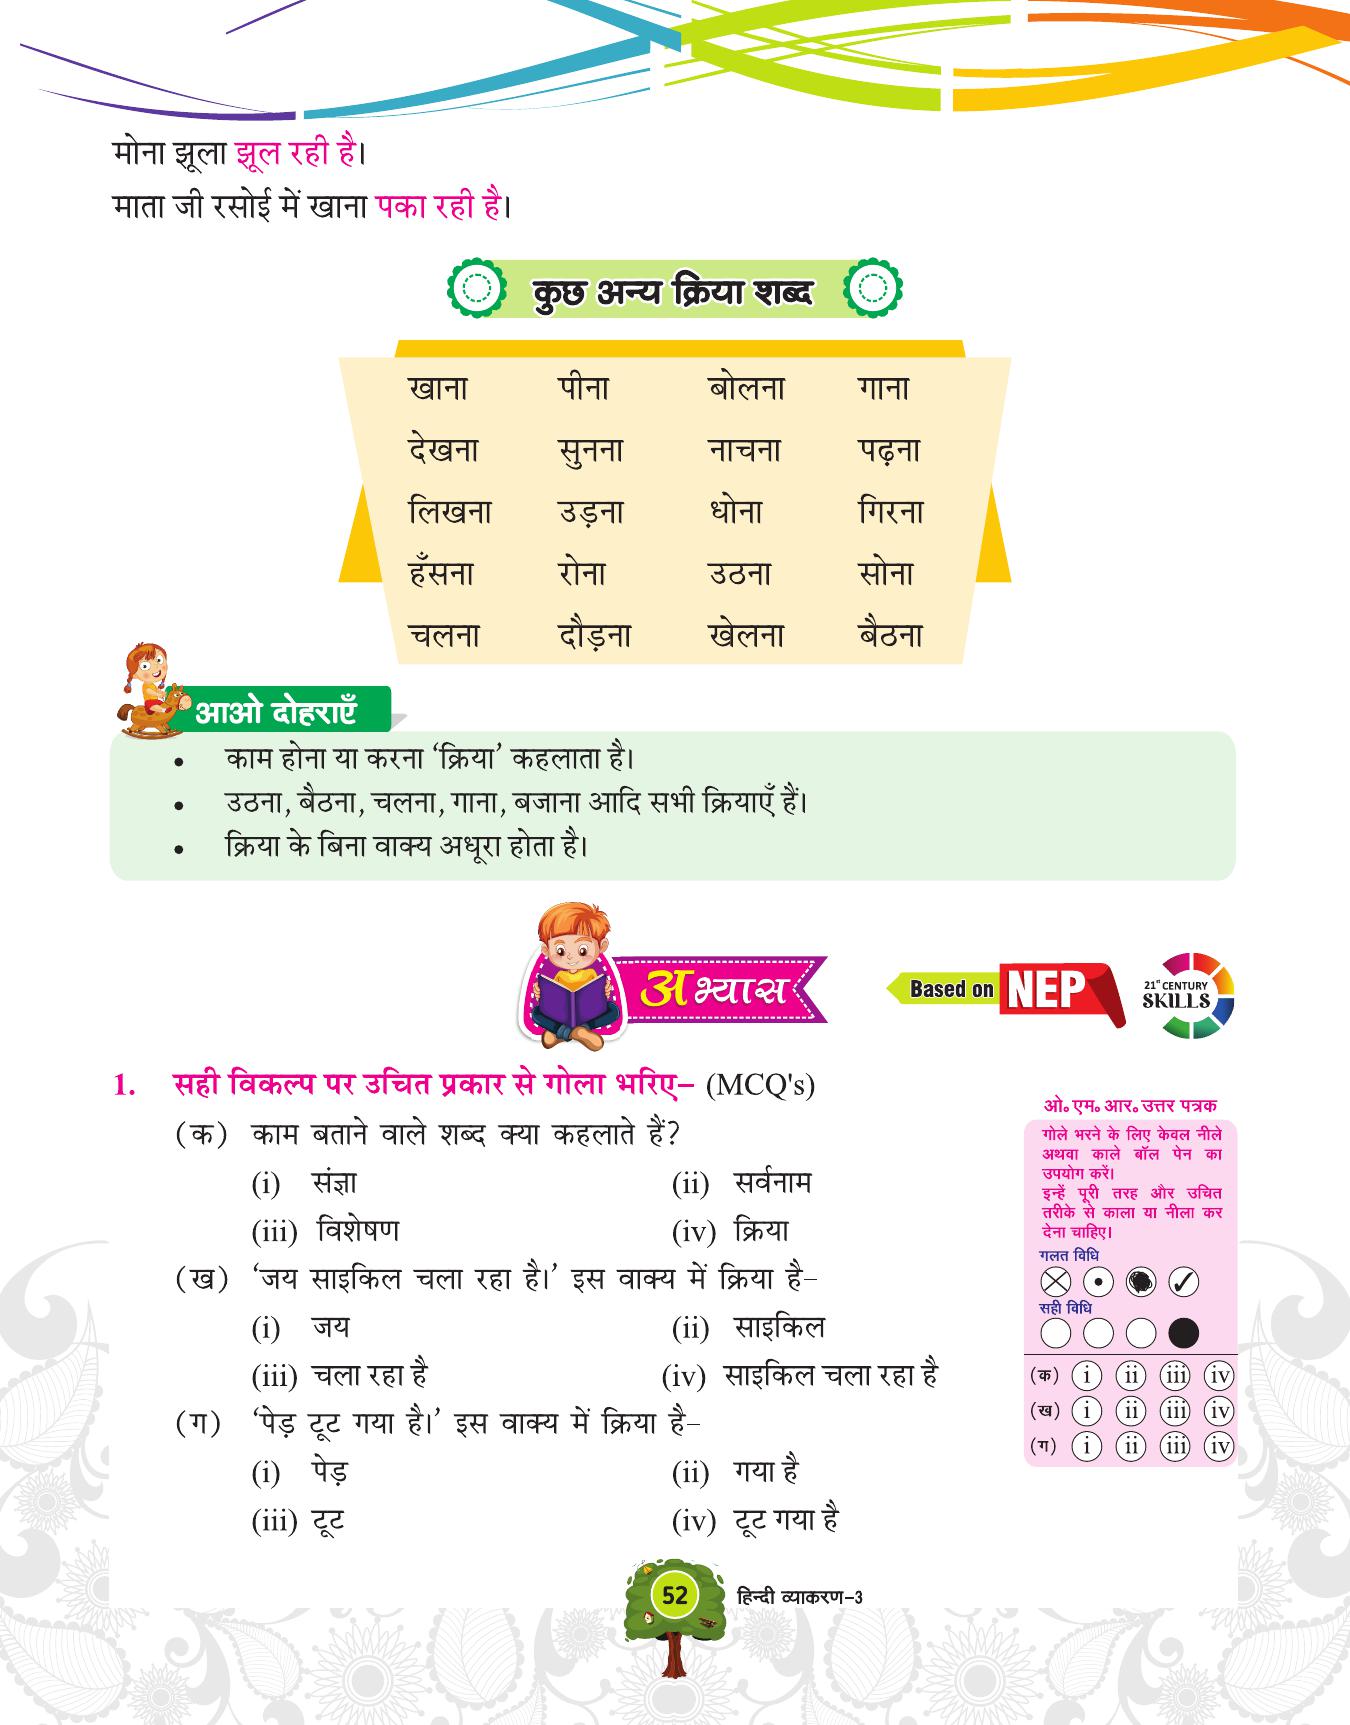 मोना झूला झूल रही है।
माता जी रसोई में खाना पका रही है।
कुछ अन्य क्रिया शब्द
खाना पीना बोलना गाना
देखना सुनना नाचना पढ़ना
लिखना उड़ना धोना गिरना
हँसना रोना उठना सोना
चलना दौड़ना खेलना बैठना
आओ दोहराएँ
• काम होना या करना ‘क्रिया’ कहलाता है।
• उठना, बैठना, चलना, गाना, बजाना आदि सभी क्रियाएँ हैं।
• क्रिया के बिना वाक्य अधूरा होता है।
अभ्यास
Based on NEP
21st CENTURY
SKILLS
1. सही विकल्प पर उचित प्रकार से गोला भरिए– (MCQ's)
(क) काम बताने वाले शब्द क्या कहलाते हैं?
(i) संज्ञा (ii) सर्वनाम
(iii) विशेषण (iv) क्रिया
(ख) ‘जय साइकिल चला रहा है।’ इस वाक्य में क्रिया है–
(i) जय (ii) साइकिल
(iii) चला रहा है (iv) साइकिल चला रहा है
(ग) ‘पेड़ टूट गया है।’ इस वाक्य में क्रिया है–
(i) पेड़ (ii) गया है
(iii) टूट (iv) टूट गया है
ओ॰ एम॰ आर॰ उत्तर पत्रक
गोले भरने के लिए केवल नीले
अथवा काले बॉल पेन का
उपयोग करें।
इन्हें पूरी तरह और उचित
तरीके से काला या नीला कर
देना चाहिए।
गलत विधि
सही विधि
(क) i ii iii iv
(ख) i ii iii iv
(ग) i ii iii iv
52 हिन्दी व्याकरण–3